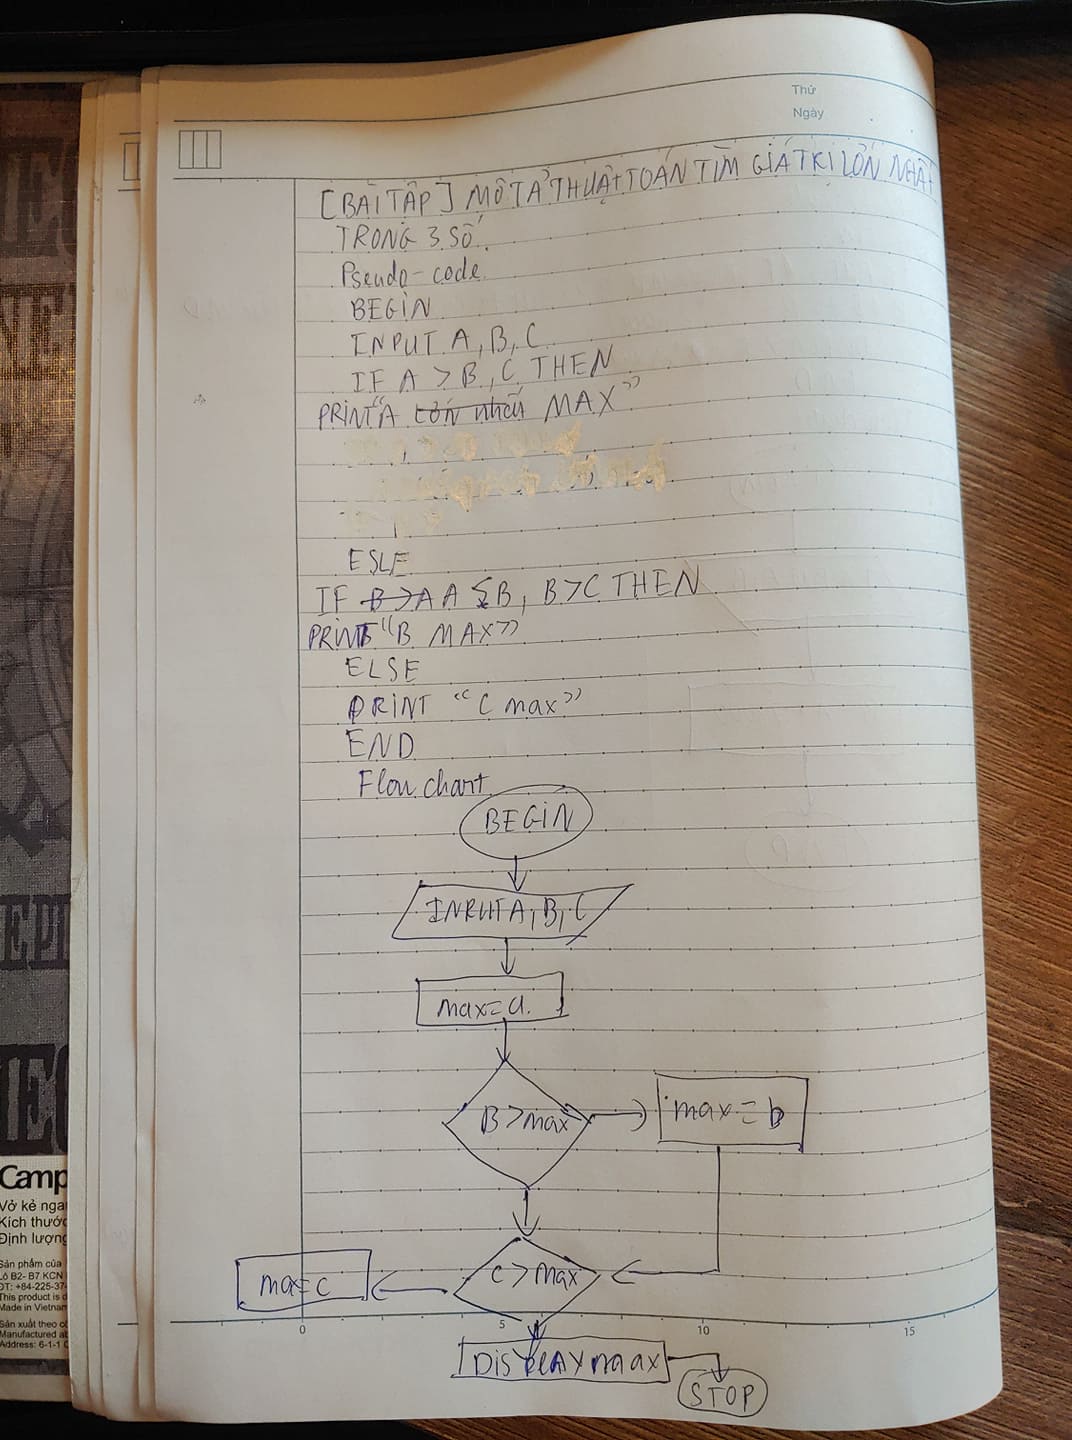 Thứ
Ngày
[BÀI TẬP] MÔ TẢ THUẬT TOÁN TÌM GIÁ TRỊ LỚN NHẤT
TRONG 3 SỐ.
Pseudo-code
BEGIN
INPUT A, B, C
IF A > B, C THEN
PRINT "A MAX"
ESLE
IF B>A A B, B>C THEN
PRINT "B MAX"
ELSE
PRINT "C max"
END
Flow chart
BEGIN
INPUT A, B, C
max=a.
B>max
max=b
C>max
max=c
0 5 10 15
DISPLAY max
STOP
Camp
Vở kẻ nga
Kích thước
Định lượng
Sản phẩm của
Lô B2- B7 KCN
ĐT: +84-225-37
This product is d
Made in Vietnam
Sản xuất theo
Manufactured
Address: 6-1-1